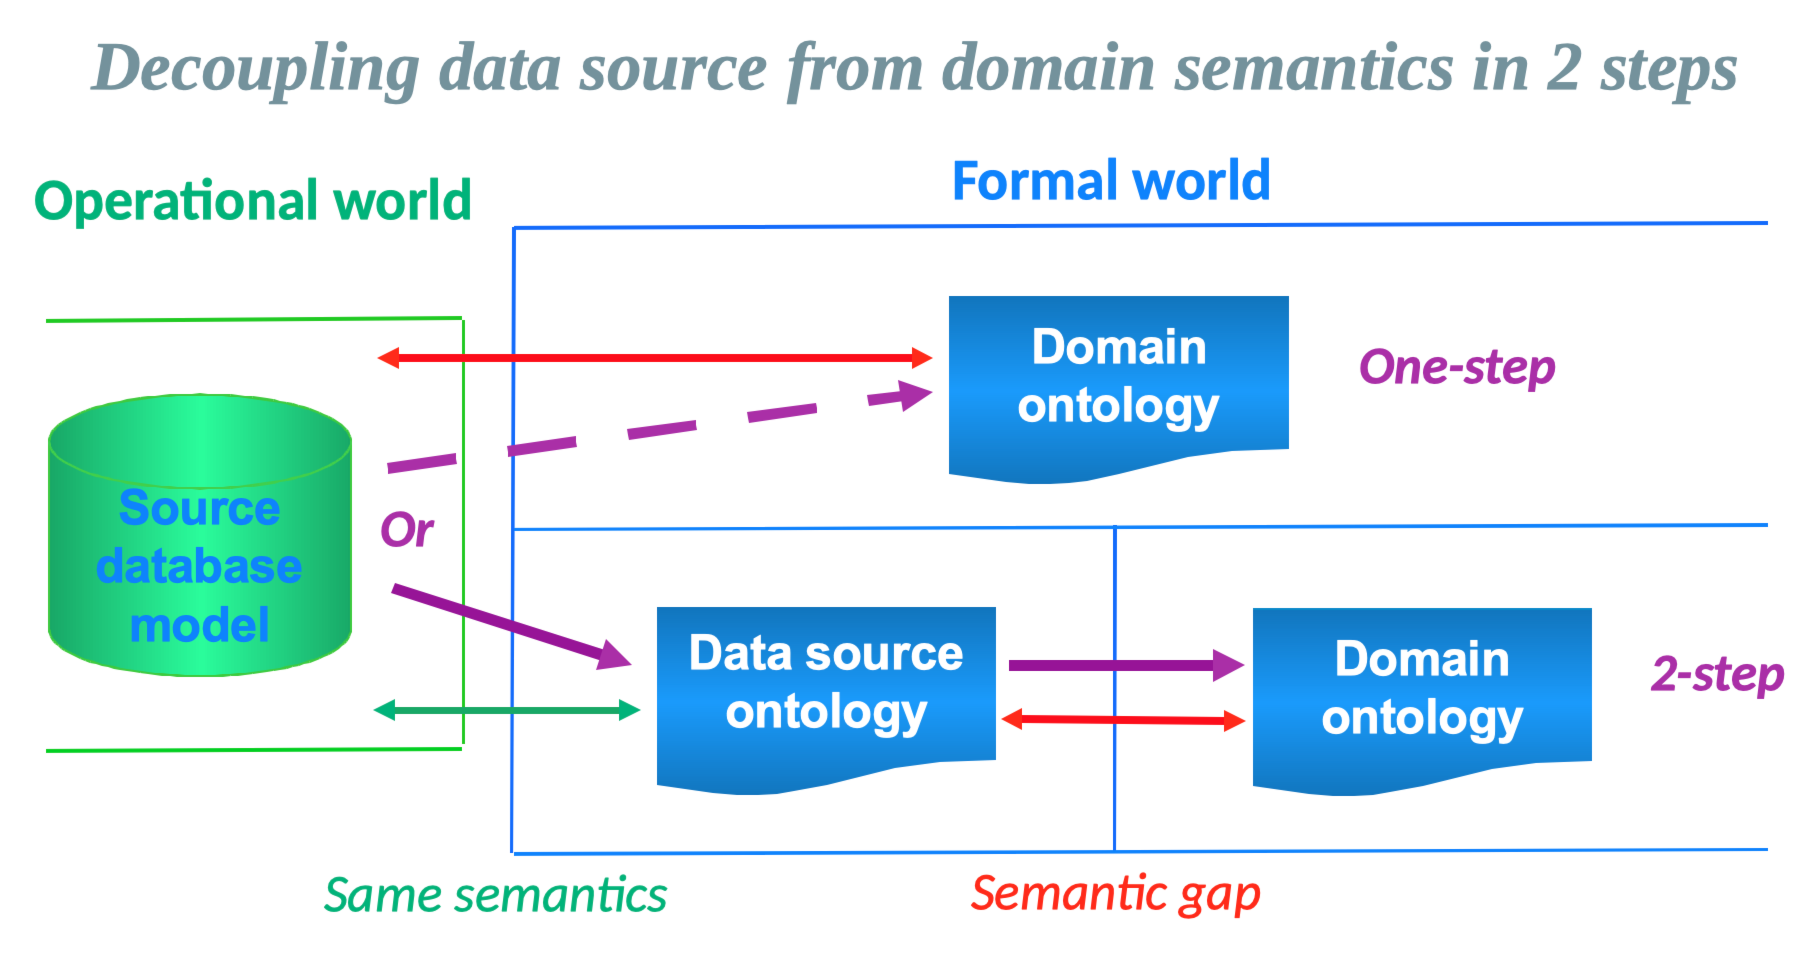 Decoupling data source from domain semantics in 2 steps
Operational world
Formal world
Domain
ontology
One-step
Source
database
model
Or
Data source
ontology
Domain
ontology
2-step
Same semantics
Semantic gap